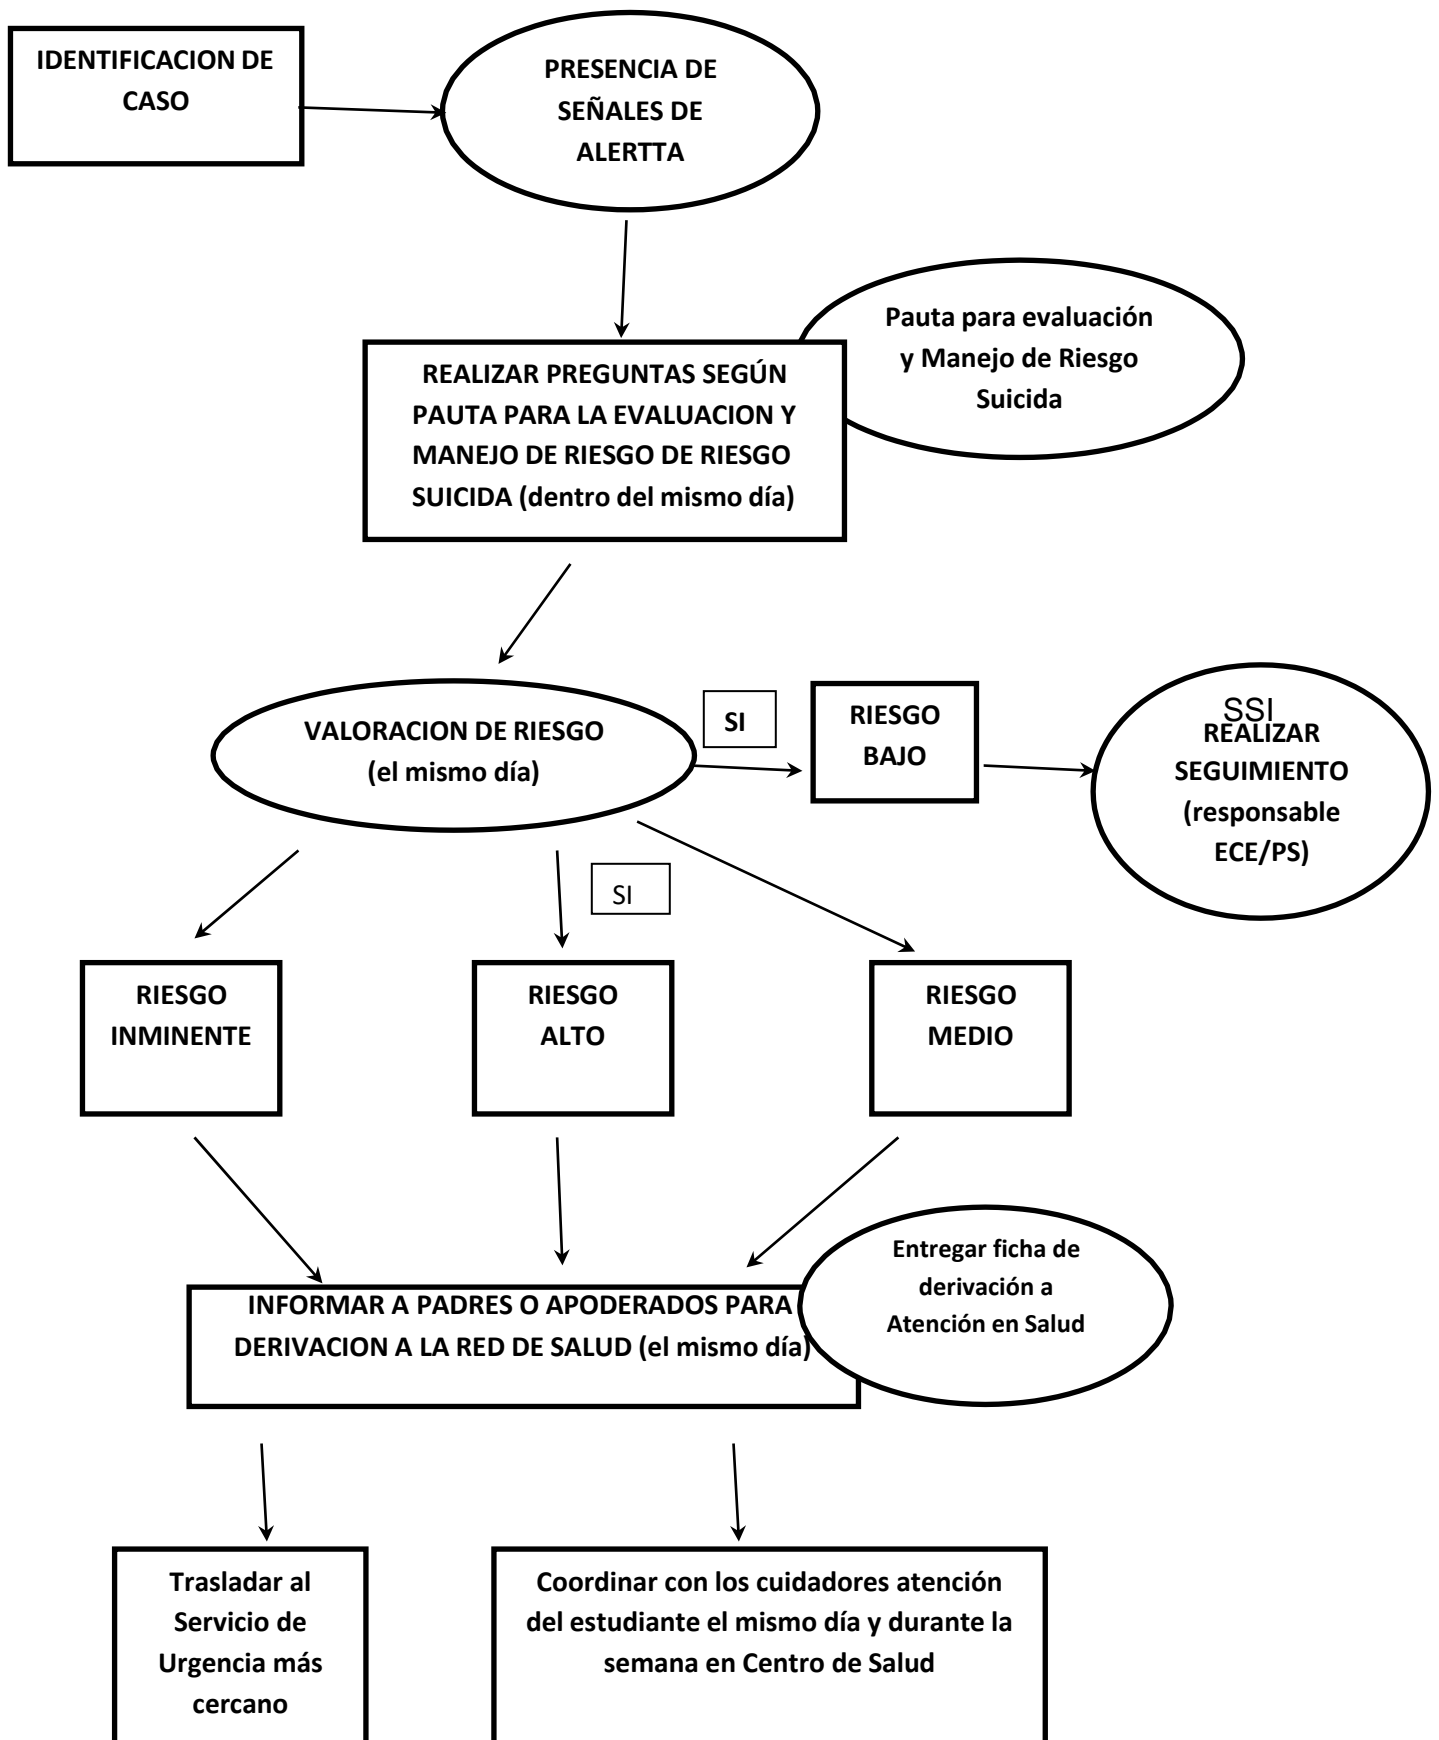 IDENTIFICACION DE
CASO
PRESENCIA DE
SEÑALES DE
ALERTTA
Pauta para evaluación
y Manejo de Riesgo
Suicida
REALIZAR PREGUNTAS SEGÚN
PAUTA PARA LA EVALUACION Y
MANEJO DE RIESGO DE RIESGO
SUICIDA (dentro del mismo día)
VALORACION DE RIESGO
(el mismo día)
SI
RIESGO
BAJO
SSI
REALIZAR
SEGUIMIENTO
(responsable
ECE/PS)
SI
RIESGO
INMINENTE
RIESGO
ALTO
RIESGO
MEDIO
Entregar ficha de
derivación a
Atención en Salud
INFORMAR A PADRES O APODERADOS PARA
DERIVACION A LA RED DE SALUD (el mismo día)
Trasladar al
Servicio de
Urgencia más
cercano
Coordinar con los cuidadores atención
del estudiante el mismo día y durante la
semana en Centro de Salud